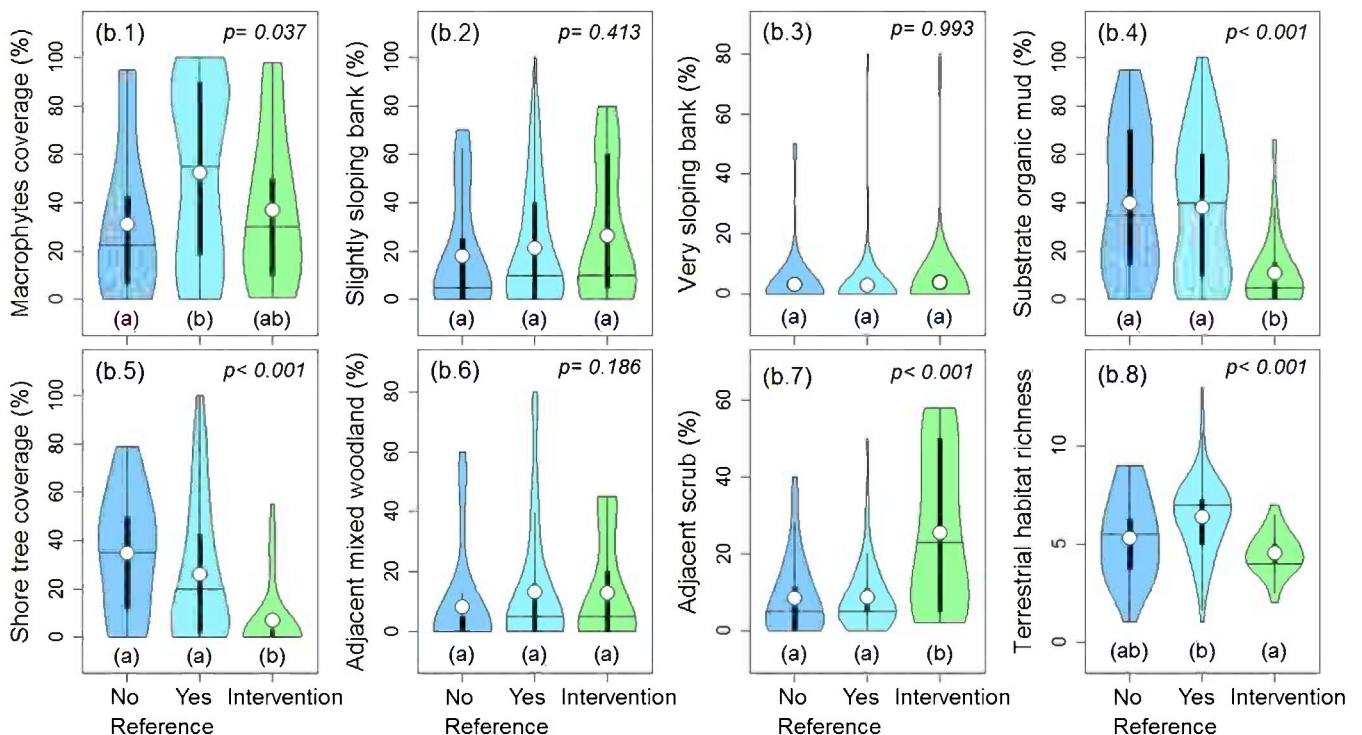 (b.1) p= 0.037
Macrophytes coverage (%)
0 20 40 60 80 100
(a) (b) (ab)
(b.2) p= 0.413
Slightly sloping bank (%)
0 20 40 60 80 100
(a) (a) (a)
(b.3) p= 0.993
Very sloping bank (%)
0 20 40 60 80
(a) (a) (a)
(b.4) p< 0.001
Substrate organic mud (%)
0 20 40 60 80 100
(a) (a) (b)
(b.5) p< 0.001
Shore tree coverage (%)
0 20 40 60 80 100
(a) (a) (b)
No Yes Intervention
Reference
(b.6) p= 0.186
Adjacent mixed woodland (%)
0 20 40 60 80
(a) (a) (a)
No Yes Intervention
Reference
(b.7) p< 0.001
Adjacent scrub (%)
0 20 40 60
(a) (a) (b)
No Yes Intervention
Reference
(b.8) p< 0.001
Terrestrial habitat richness
0 5 10
(ab) (b) (a)
No Yes Intervention
Reference